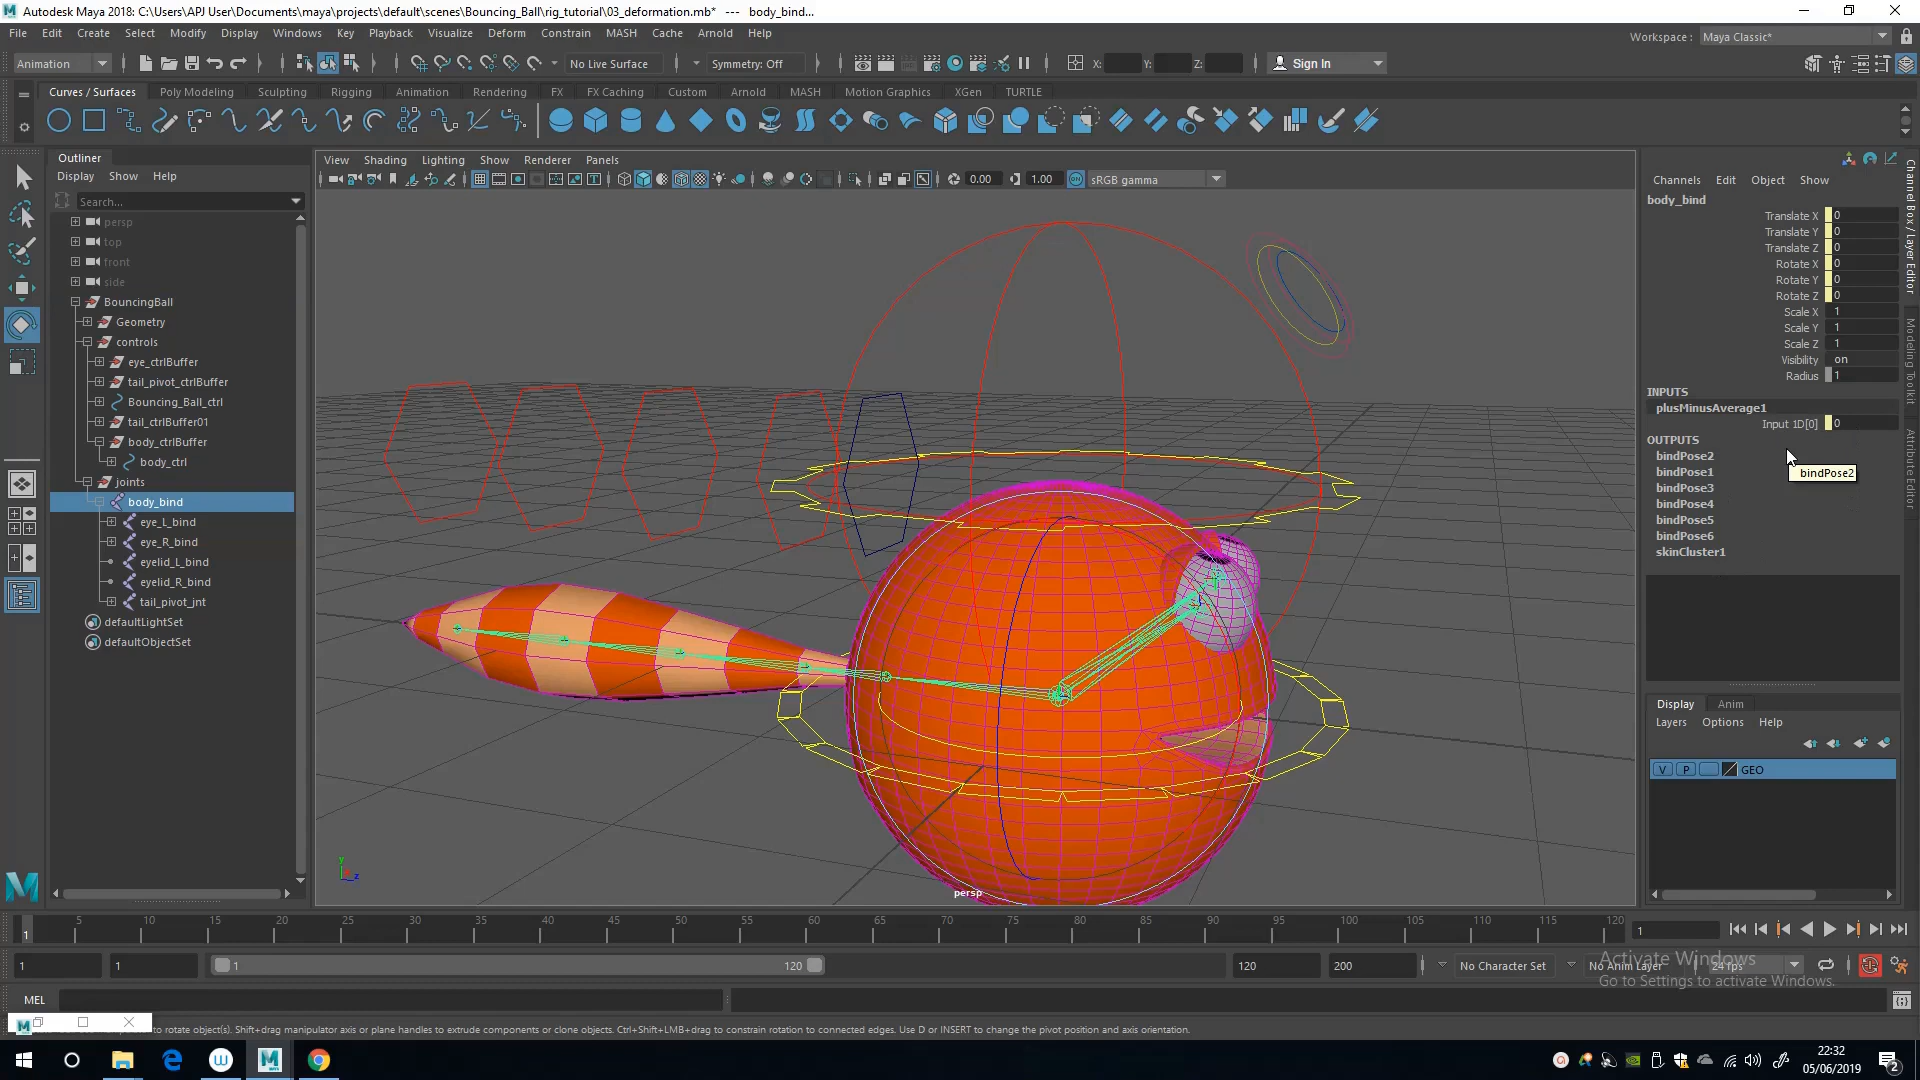 Autodesk Maya 2018: C:\Users\APJ User\Documents\maya\projects\default\scenes\Bouncing_Ball\rig_tutorial\03_deformation.mb*  ---  body_bind...
File Edit Create Select Modify Display Windows Key Playback Visualize Deform Constrain MASH Cache Arnold Help
Workspace : Maya Classic*
Animation No Live Surface Symmetry: Off X: Y: Z: Sign In
Curves / Surfaces Poly Modeling Sculpting Rigging Animation Rendering FX FX Caching Custom Arnold MASH Motion Graphics XGen TURTLE
Outliner
Display Show Help
Search...
persp
top
front
side
BouncingBall
Geometry
controls
eye_ctrlBuffer
tail_pivot_ctrlBuffer
Bouncing_Ball_ctrl
tail_ctrlBuffer01
body_ctrlBuffer
body_ctrl
joints
body_bind
eye_L_bind
eye_R_bind
eyelid_L_bind
eyelid_R_bind
tail_pivot_jnt
defaultLightSet
defaultObjectSet
View Shading Lighting Show Renderer Panels
0.00 1.00 sRGB gamma
y
z
persp
Channels Edit Object Show
body_bind
Translate X 0
Translate Y 0
Translate Z 0
Rotate X 0
Rotate Y 0
Rotate Z 0
Scale X 1
Scale Y 1
Scale Z 1
Visibility on
Radius 1
INPUTS
plusMinusAverage1
Input 1D[0] 0
OUTPUTS
bindPose2
bindPose1
bindPose3
bindPose4
bindPose5
bindPose6
skinCluster1
bindPose2
Channel Box / Layer Editor
Modeling Toolkit
Attribute Editor
Display Anim
Layers Options Help
V P GEO
5 10 15 20 25 30 35 40 45 50 55 60 65 70 75 80 85 90 95 100 105 110 115 120
1
1
1 1 1 120 120 200 No Character Set No Anim Layer 24 fps
Activate Windows
Go to Settings to activate Windows.
MEL
to rotate object(s). Shift+drag manipulator axis or plane handles to extrude components or clone objects. Ctrl+Shift+LMB+drag to constrain rotation to connected edges. Use D or INSERT to change the pivot position and axis orientation.
22:32
05/06/2019
2